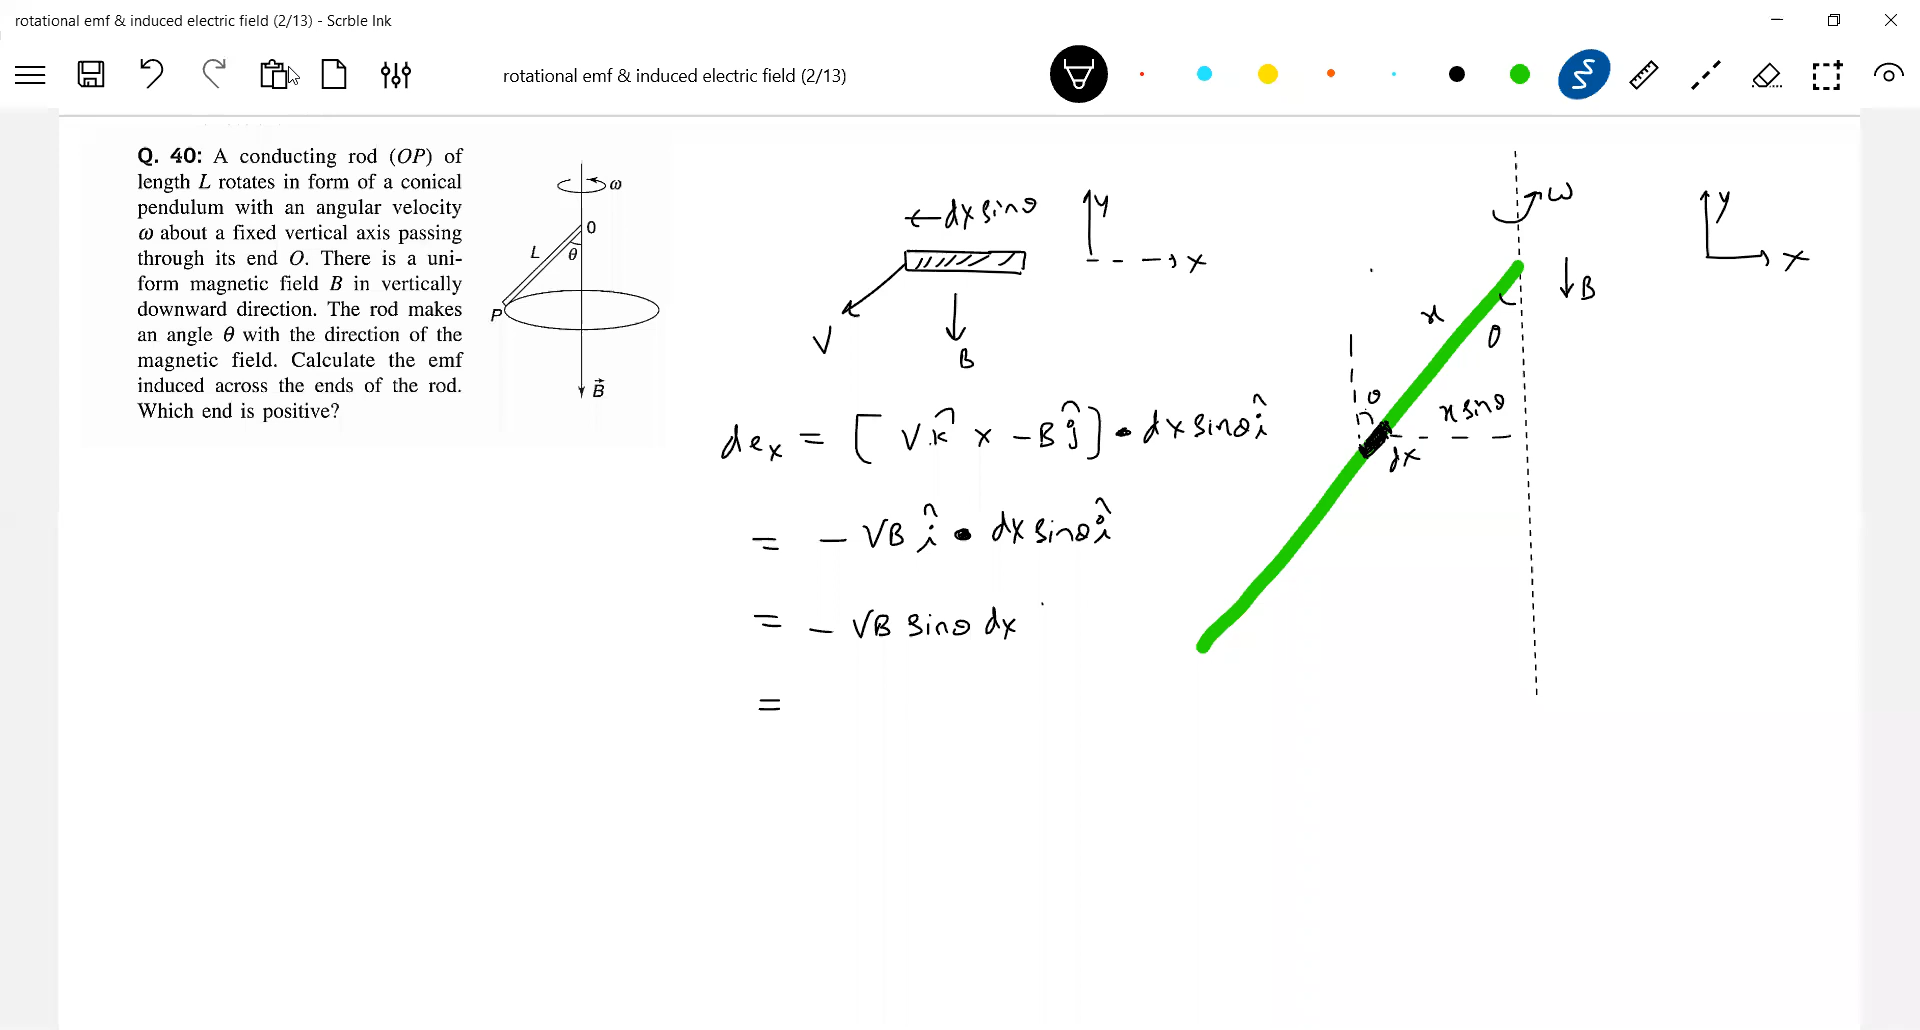 rotational emf & induced electric field (2/13) - Scrble Ink
rotational emf & induced electric field (2/13)
Q. 40: A conducting rod (OP) of
length L rotates in form of a conical
pendulum with an angular velocity
ω about a fixed vertical axis passing
through its end O. There is a uni-
form magnetic field B in vertically
downward direction. The rod makes
an angle θ with the direction of the
magnetic field. Calculate the emf
induced across the ends of the rod.
Which end is positive?
ω
0
L
θ
P
B⃗
←dx sinθ
y
x
V
B
de_x = [ V k̂ × −B ĵ ] • dx sinθ î
= − VB î • dx sinθ î
= − VB sinθ dx
=
ω
B
x
θ
θ
x sinθ
dx
y
x